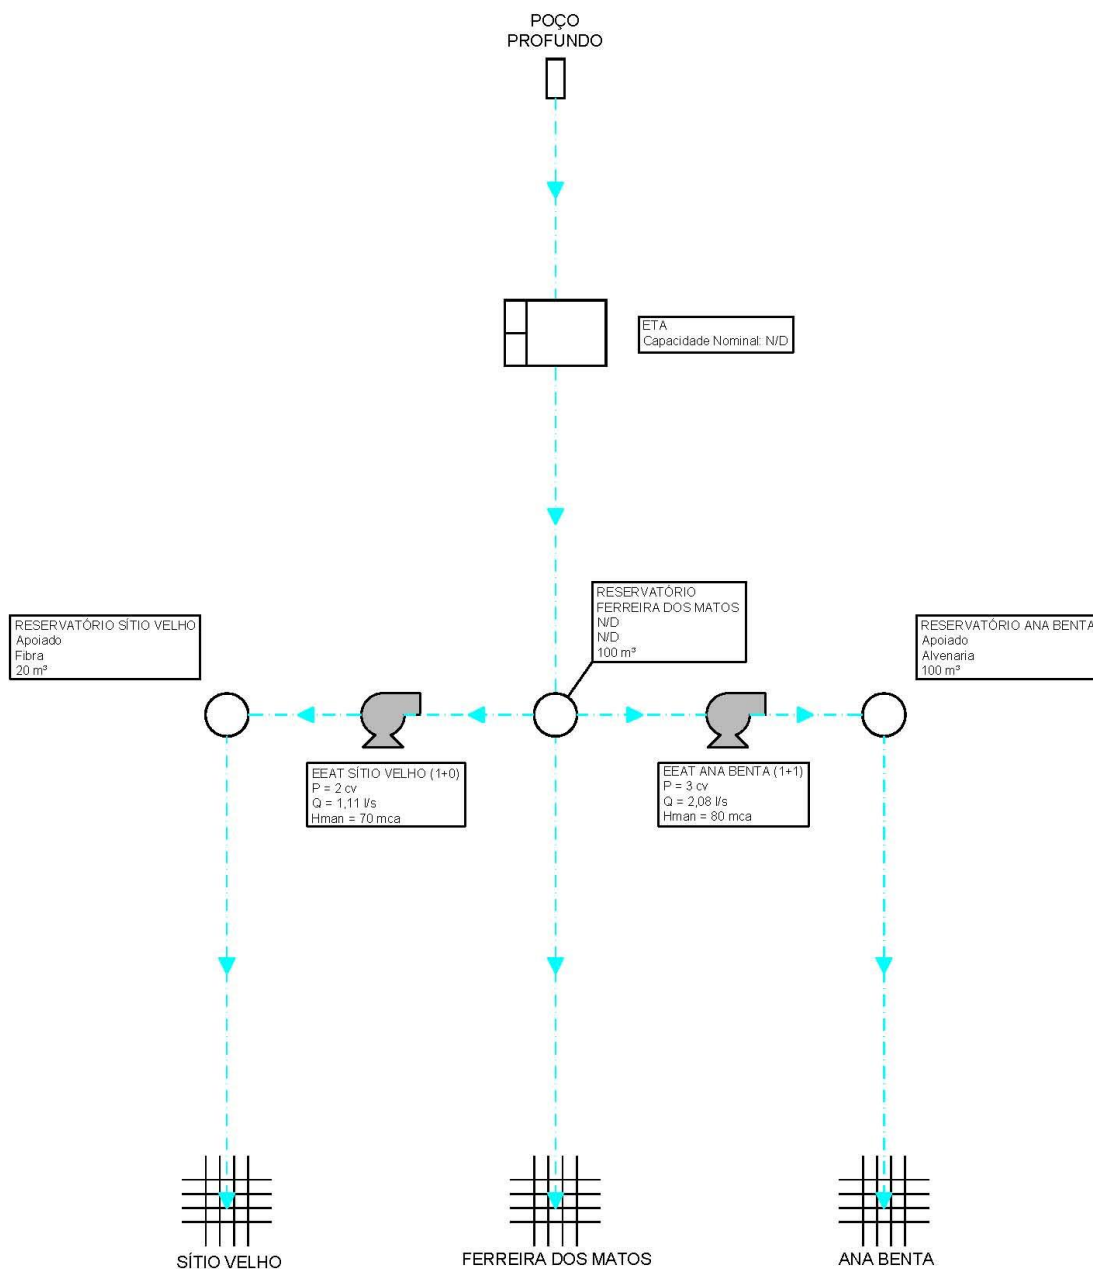 POÇO
PROFUNDO
ETA
Capacidade Nominal: N/D
RESERVATÓRIO
FERREIRA DOS MATOS
N/D
N/D
100 m³
RESERVATÓRIO SÍTIO VELHO
Apoiado
Fibra
20 m³
RESERVATÓRIO ANA BENTA
Apoiado
Alvenaria
100 m³
EEAT SÍTIO VELHO (1+0)
P = 2 cv
Q = 1,11 l/s
Hman = 70 mca
EEAT ANA BENTA (1+1)
P = 3 cv
Q = 2,08 l/s
Hman = 80 mca
SÍTIO VELHO
FERREIRA DOS MATOS
ANA BENTA